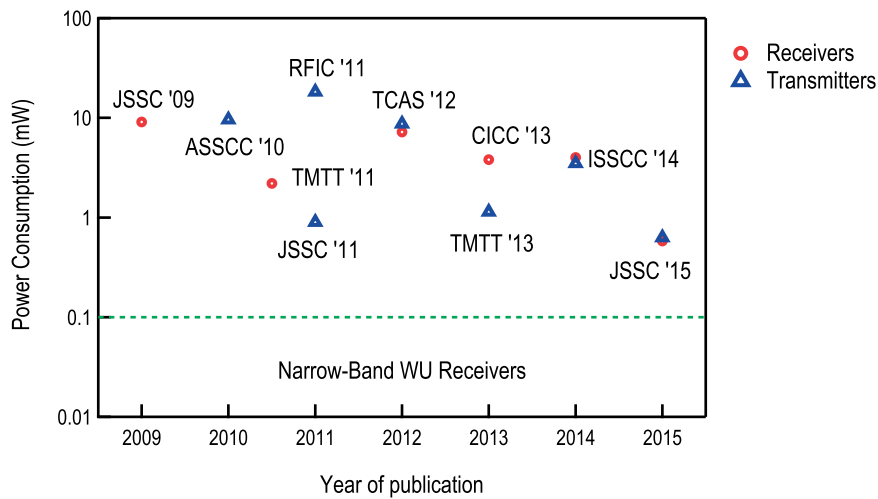 100
10
1
0.1
0.01
Power Consumption (mW)
JSSC '09
ASSCC '10
RFIC '11
TMTT '11
JSSC '11
TCAS '12
CICC '13
TMTT '13
ISSCC '14
JSSC '15
Narrow-Band WU Receivers
2009 2010 2011 2012 2013 2014 2015
Year of publication
Receivers
Transmitters